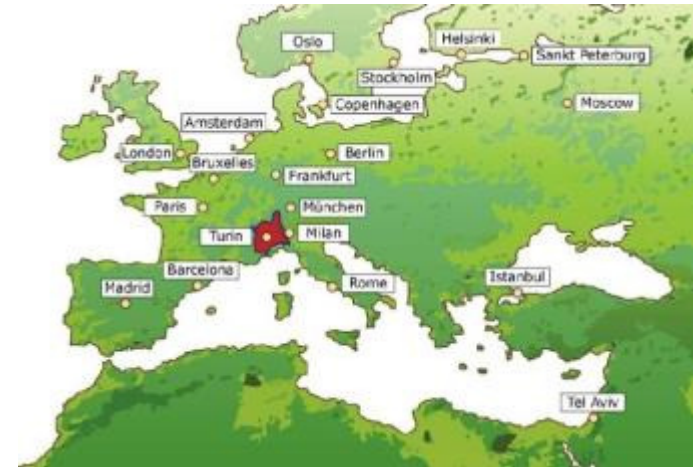 Oslo
Helsinki
Sankt Peterburg
Stockholm
Copenhagen
Moscow
Amsterdam
London
Bruxelles
Berlin
Frankfurt
Paris
München
Turin
Milan
Barcelona
Madrid
Rome
Istanbul
Tel Aviv